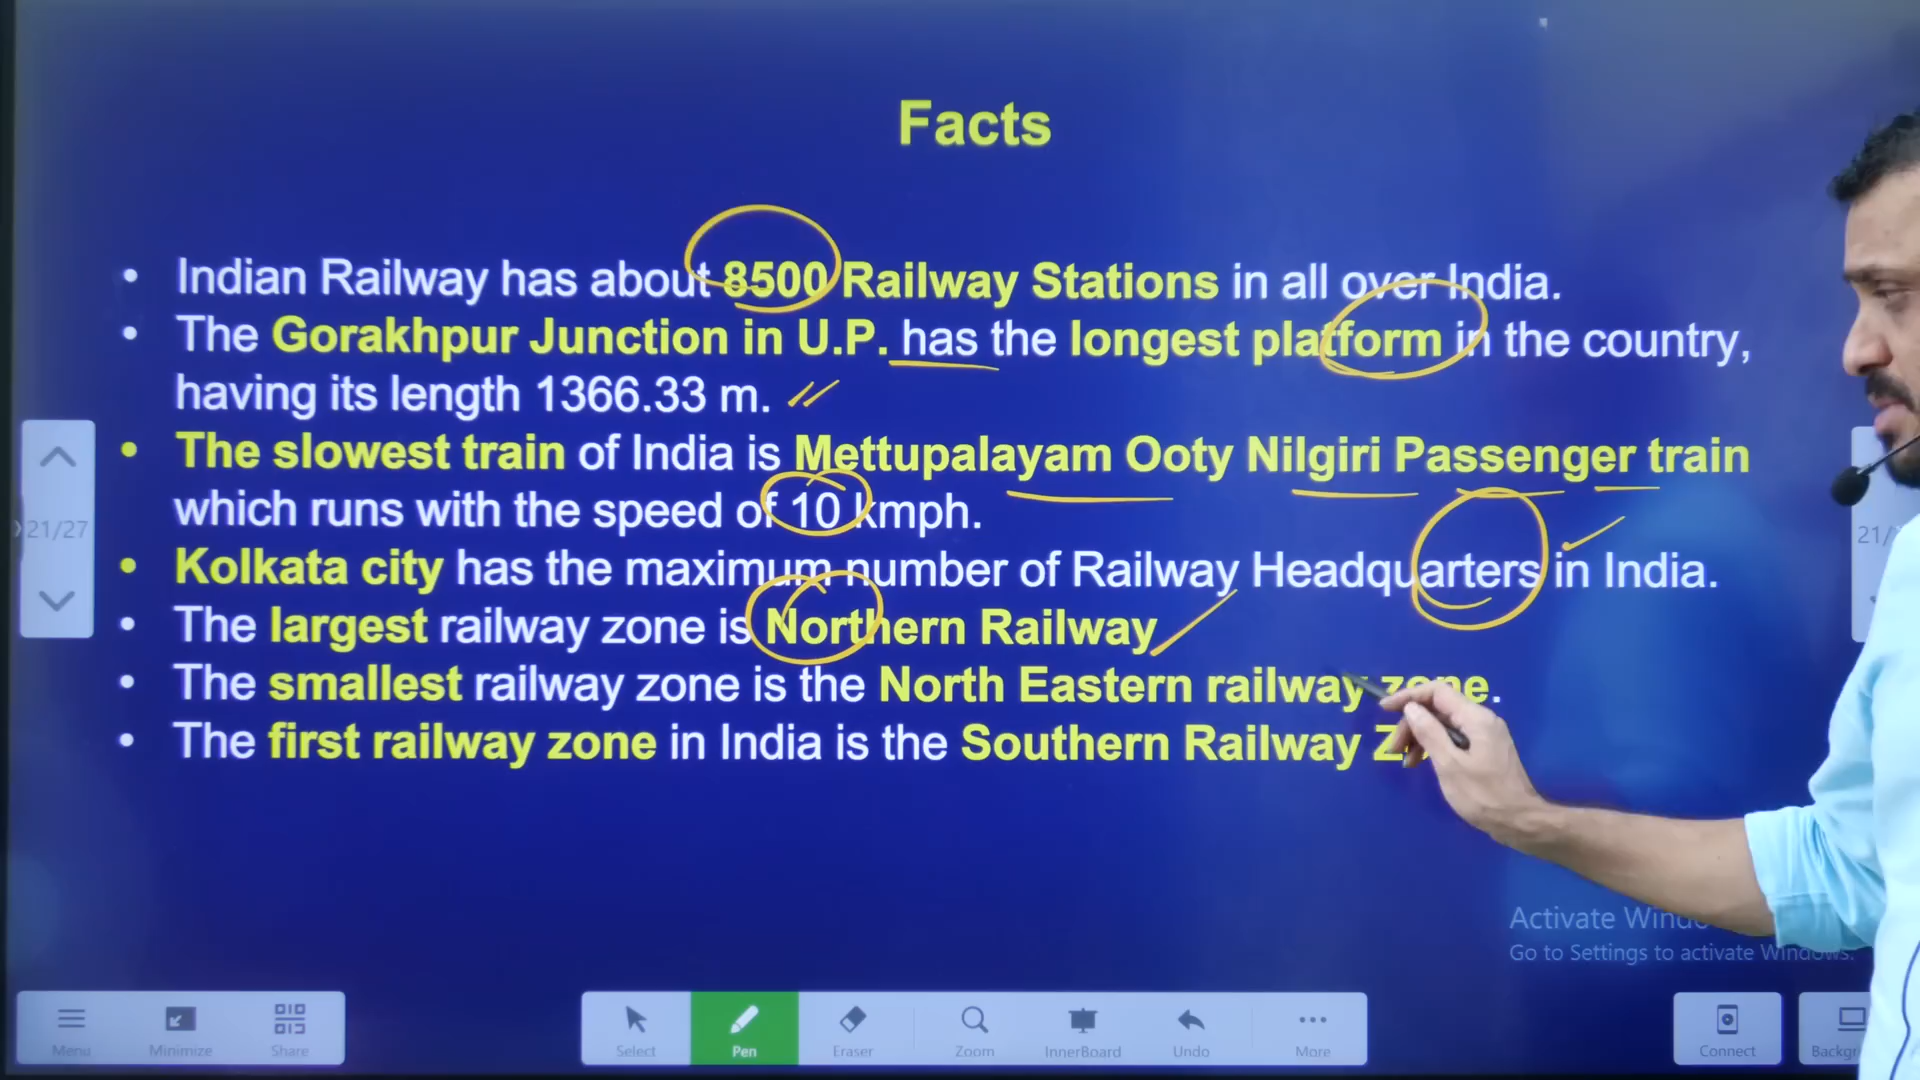 Facts
• Indian Railway has about 8500 Railway Stations in all over India.
• The Gorakhpur Junction in U.P. has the longest platform in the country,
having its length 1366.33 m.
• The slowest train of India is Mettupalayam Ooty Nilgiri Passenger train
which runs with the speed of 10 kmph.
• Kolkata city has the maximum number of Railway Headquarters in India.
• The largest railway zone is Northern Railway
• The smallest railway zone is the North Eastern railway zone.
• The first railway zone in India is the Southern Railway
21/27
21/
Activate Windo
Go to Settings to activate Windows.
Menu Minimize Share Select Pen Eraser Zoom InnerBoard Undo More Connect Backgr